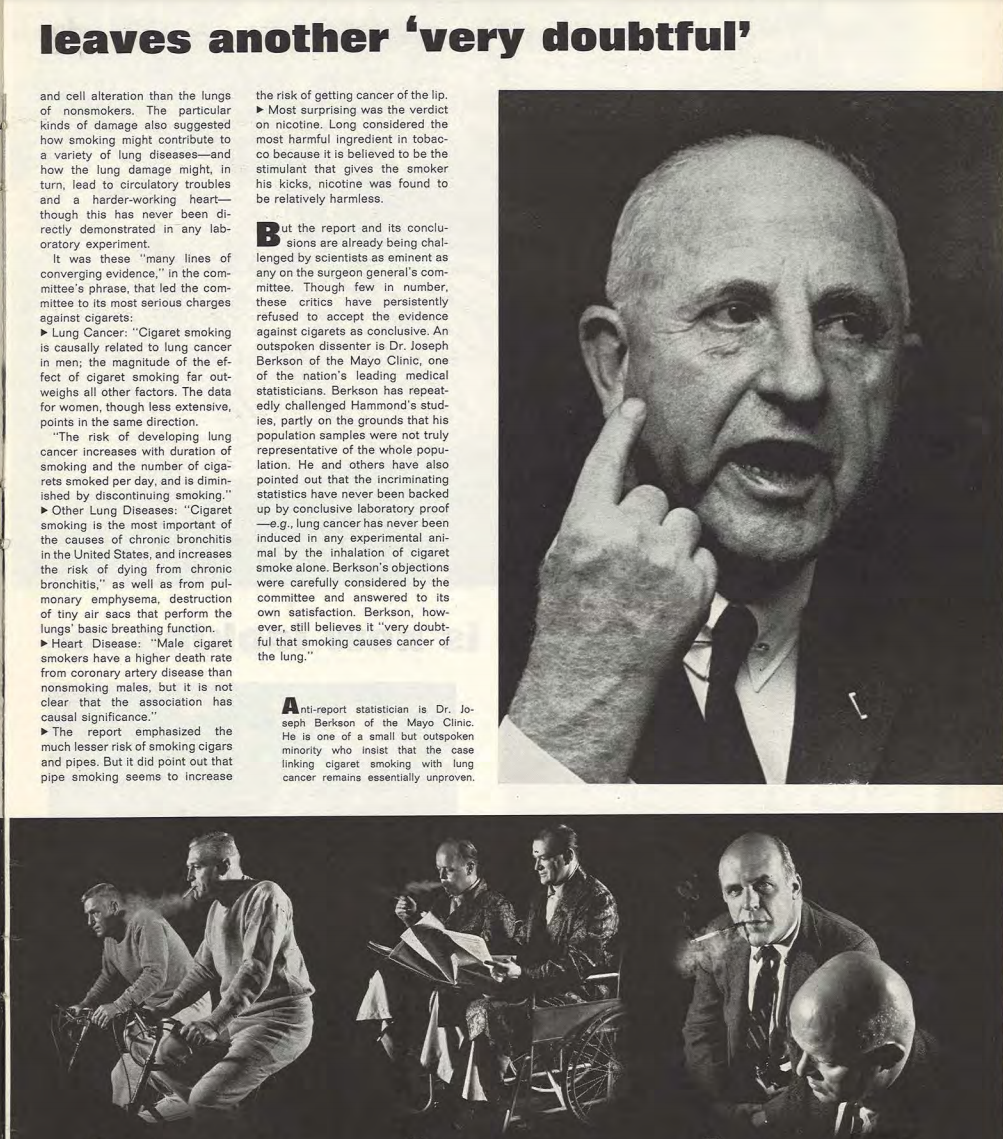 leaves another ‘very doubtful’
and cell alteration than the lungs
of nonsmokers. The particular
kinds of damage also suggested
how smoking might contribute to
a variety of lung diseases—and
how the lung damage might, in
turn, lead to circulatory troubles
and a harder-working heart—
though this has never been di-
rectly demonstrated in any lab-
oratory experiment.
It was these "many lines of
converging evidence," in the com-
mittee's phrase, that led the com-
mittee to its most serious charges
against cigarets:
▶ Lung Cancer: "Cigaret smoking
is causally related to lung cancer
in men; the magnitude of the ef-
fect of cigaret smoking far out-
weighs all other factors. The data
for women, though less extensive,
points in the same direction.
"The risk of developing lung
cancer increases with duration of
smoking and the number of ciga-
rets smoked per day, and is dimin-
ished by discontinuing smoking."
▶ Other Lung Diseases: "Cigaret
smoking is the most important of
the causes of chronic bronchitis
in the United States, and increases
the risk of dying from chronic
bronchitis," as well as from pul-
monary emphysema, destruction
of tiny air sacs that perform the
lungs' basic breathing function.
▶ Heart Disease: "Male cigaret
smokers have a higher death rate
from coronary artery disease than
nonsmoking males, but it is not
clear that the association has
causal significance."
▶ The report emphasized the
much lesser risk of smoking cigars
and pipes. But it did point out that
pipe smoking seems to increase
the risk of getting cancer of the lip.
▶ Most surprising was the verdict
on nicotine. Long considered the
most harmful ingredient in tobac-
co because it is believed to be the
stimulant that gives the smoker
his kicks, nicotine was found to
be relatively harmless.
But the report and its conclu-
sions are already being chal-
lenged by scientists as eminent as
any on the surgeon general's com-
mittee. Though few in number,
these critics have persistently
refused to accept the evidence
against cigarets as conclusive. An
outspoken dissenter is Dr. Joseph
Berkson of the Mayo Clinic, one
of the nation's leading medical
statisticians. Berkson has repeat-
edly challenged Hammond's stud-
ies, partly on the grounds that his
population samples were not truly
representative of the whole popu-
lation. He and others have also
pointed out that the incriminating
statistics have never been backed
up by conclusive laboratory proof
—e.g., lung cancer has never been
induced in any experimental ani-
mal by the inhalation of cigaret
smoke alone. Berkson's objections
were carefully considered by the
committee and answered to its
own satisfaction. Berkson, how-
ever, still believes it "very doubt-
ful that smoking causes cancer of
the lung."
Anti-report statistician is Dr. Jo-
seph Berkson of the Mayo Clinic.
He is one of a small but outspoken
minority who insist that the case
linking cigaret smoking with lung
cancer remains essentially unproven.